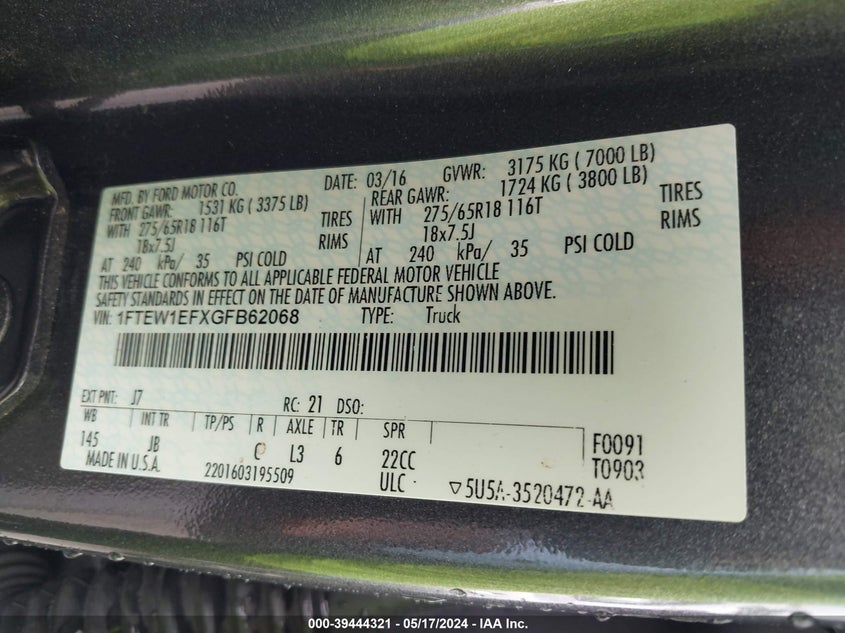 MFD. BY FORD MOTOR CO. DATE: 03/16 GVWR: 3175 KG ( 7000 LB)
FRONT GAWR: 1531 KG ( 3375 LB) REAR GAWR: 1724 KG ( 3800 LB)
WITH 275/65R18 116T TIRES WITH 275/65R18 116T TIRES
18x7.5J RIMS 18x7.5J RIMS
AT 240 kPa/ 35 PSI COLD AT 240 kPa/ 35 PSI COLD
THIS VEHICLE CONFORMS TO ALL APPLICABLE FEDERAL MOTOR VEHICLE
SAFETY STANDARDS IN EFFECT ON THE DATE OF MANUFACTURE SHOWN ABOVE.
VIN: 1FTEW1EFXGFB62068 TYPE: Truck
EXT PNT: J7 RC: 21 DSO:
WB INT TR TP/PS R AXLE TR SPR
145 JB C L3 6 22CC F0091
MADE IN U.S.A. 2201603195509 ULC T0903
▽5U5A-3520472-AA
000-39444321 - 05/17/2024 - IAA Inc.